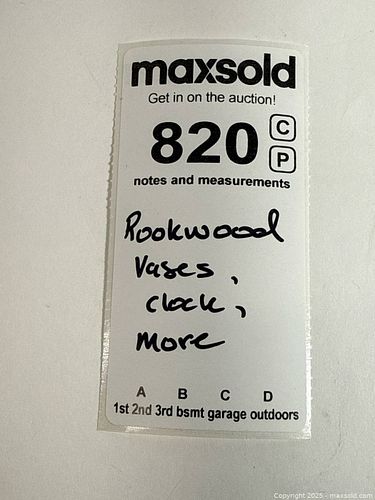 maxsold
Get in on the auction!
820 C
P
notes and measurements
Rookwood
Vases,
clock,
more
A B C D
1st 2nd 3rd bsmt garage outdoors
Copyright 2025 - maxsold.com